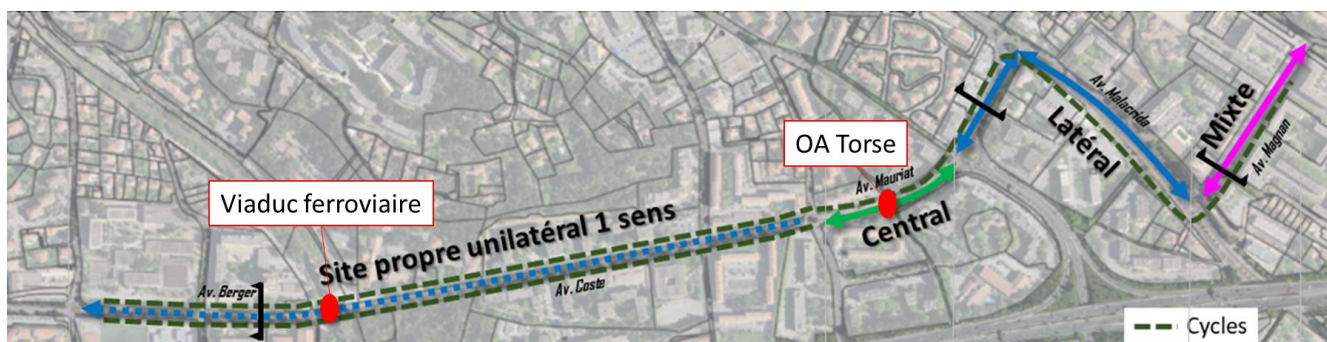 Viaduc ferroviaire
OA Torse
Site propre unilatéral 1 sens
Central
Latéral
Mixte
Av. Berger
Av. Coste
Av. Mauriat
Av. Malacrida
Av. Magnan
Cycles